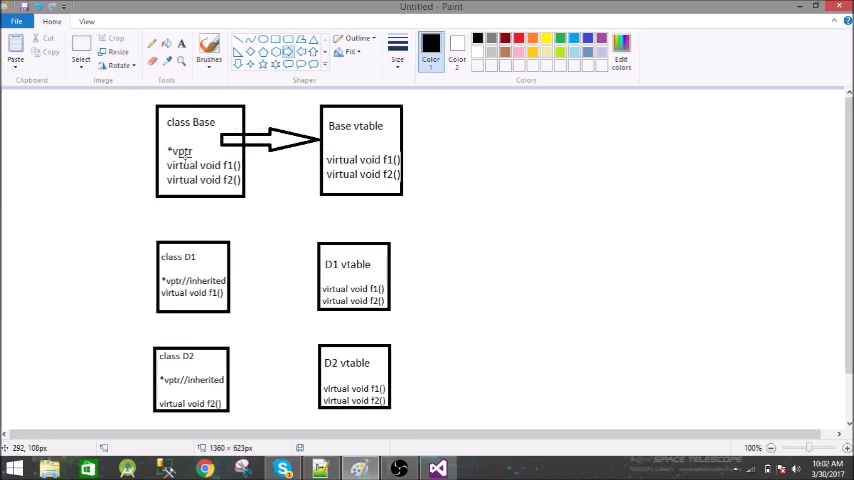 Untitled - Paint
File
Home
View
Paste
Cut
Copy
Clipboard
Select
Crop
Resize
Rotate
Image
Tools
Brushes
Outline
Fill
Shapes
Size
Color 1
Color 2
Edit colors
Colors
class Base
*vptr
virtual void f1()
virtual void f2()
Base vtable
virtual void f1()
virtual void f2()
class D1
*vptr//inherited
virtual void f1()
D1 vtable
virtual void f1()
virtual void f2()
class D2
*vptr//inherited
virtual void f2()
D2 vtable
virtual void f1()
virtual void f2()
292, 108px
1360 × 623px
100%
10:02 AM
3/30/2017